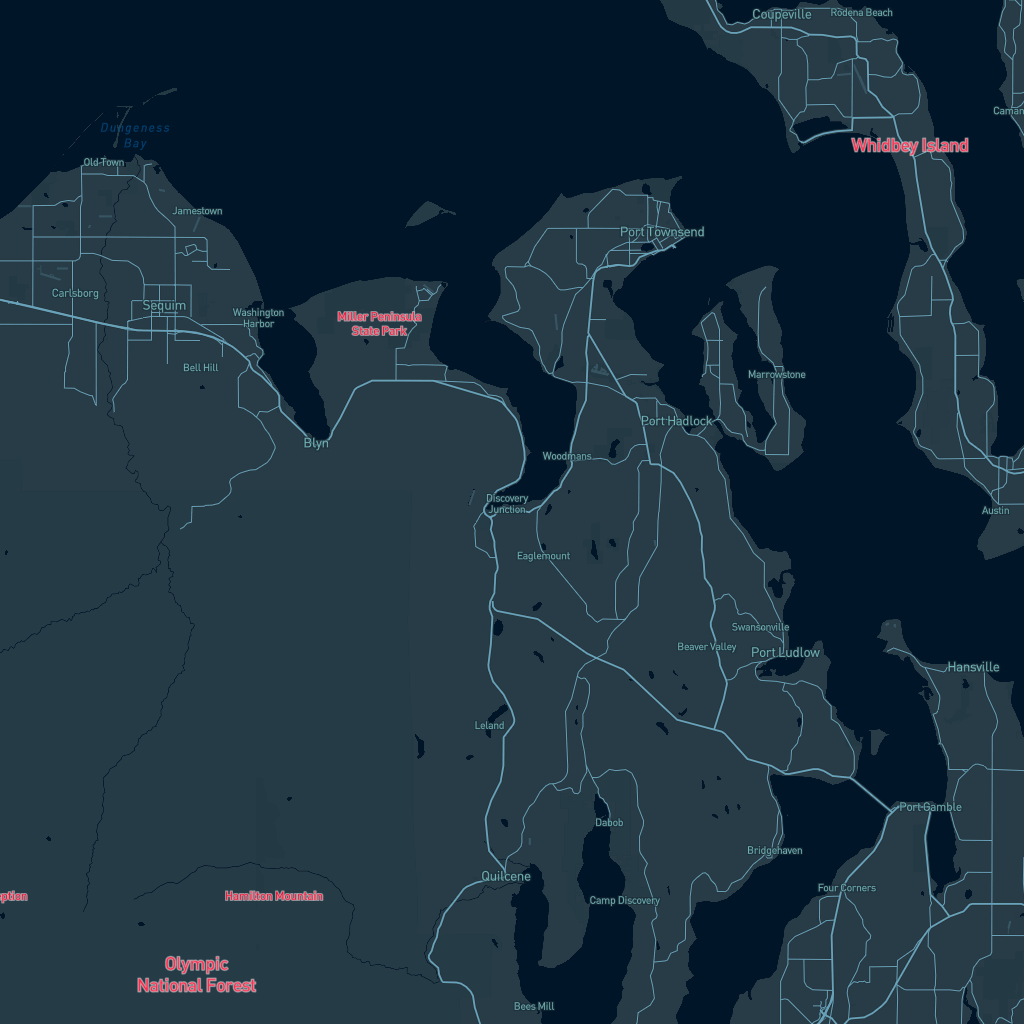 Coupeville
Rodena Beach
Caman
Dungeness
Bay
Whidbey Island
Old Town
Jamestown
Port Townsend
Carlsborg
Sequim
Washington
Harbor
Miller Peninsula
State Park
Bell Hill
Marrowstone
Port Hadlock
Blyn
Woodmans
Discovery
Junction
Austin
Eaglemount
Swansonville
Beaver Valley
Port Ludlow
Hansville
Leland
Port Gamble
Dabob
Bridgehaven
Quilcene
Four Corners
eption
Hamilton Mountain
Camp Discovery
Olympic
National Forest
Bees Mill